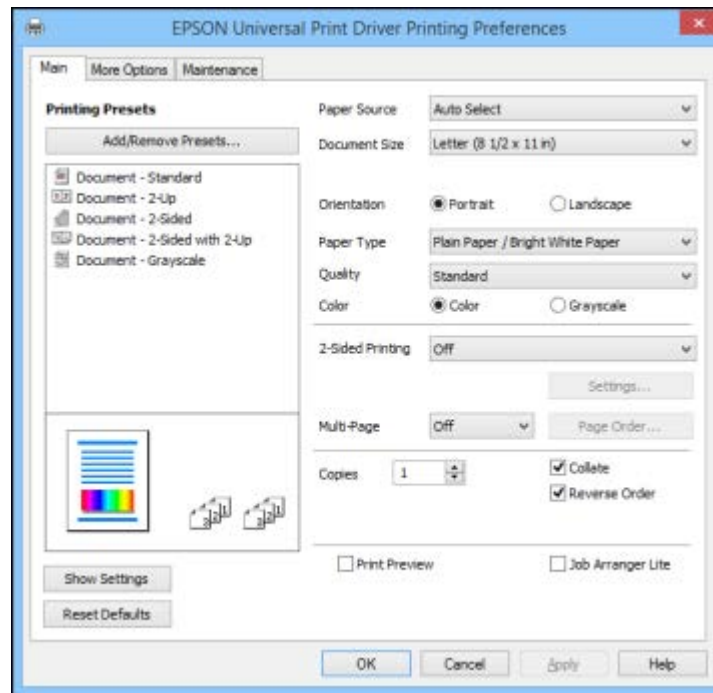 EPSON Universal Print Driver Printing Preferences
Main
More Options
Maintenance
Printing Presets
Add/Remove Presets...
Document - Standard
Document - 2-Up
Document - 2-Sided
Document - 2-Sided with 2-Up
Document - Grayscale
Show Settings
Reset Defaults
Paper Source
Auto Select
Document Size
Letter (8 1/2 x 11 in)
Orientation
Portrait
Landscape
Paper Type
Plain Paper / Bright White Paper
Quality
Standard
Color
Color
Grayscale
2-Sided Printing
Off
Settings...
Multi-Page
Off
Page Order...
Copies
1
Collate
Reverse Order
Print Preview
Job Arranger Lite
OK
Cancel
Apply
Help